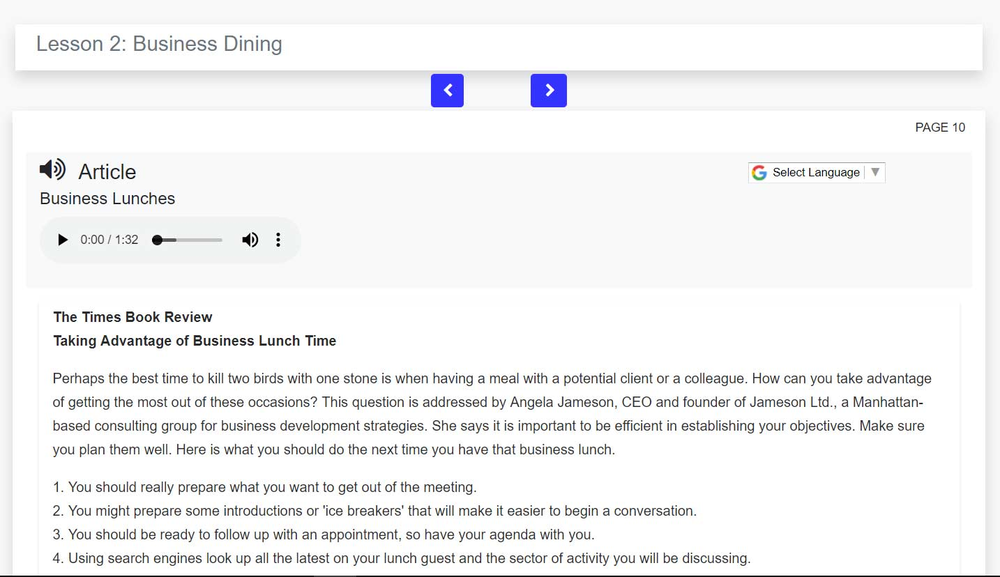 Lesson 2: Business Dining
PAGE 10
Article
Select Language
Business Lunches
0:00 / 1:32
The Times Book Review
Taking Advantage of Business Lunch Time
Perhaps the best time to kill two birds with one stone is when having a meal with a potential client or a colleague. How can you take advantage
of getting the most out of these occasions? This question is addressed by Angela Jameson, CEO and founder of Jameson Ltd., a Manhattan-
based consulting group for business development strategies. She says it is important to be efficient in establishing your objectives. Make sure
you plan them well. Here is what you should do the next time you have that business lunch.
1. You should really prepare what you want to get out of the meeting.
2. You might prepare some introductions or 'ice breakers' that will make it easier to begin a conversation.
3. You should be ready to follow up with an appointment, so have your agenda with you.
4. Using search engines look up all the latest on your lunch guest and the sector of activity you will be discussing.